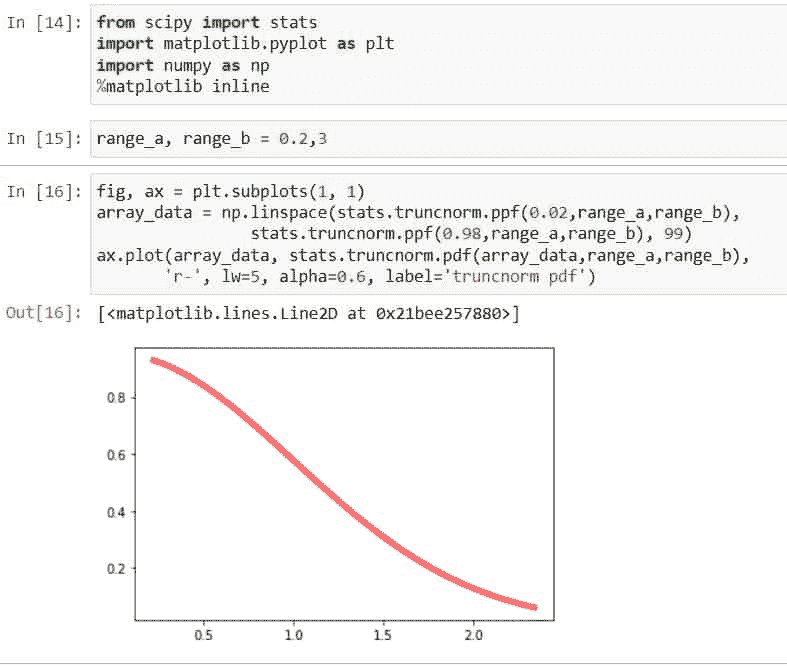 In [14]: from scipy import stats
import matplotlib.pyplot as plt
import numpy as np
%matplotlib inline
In [15]: range_a, range_b = 0.2,3
In [16]: fig, ax = plt.subplots(1, 1)
array_data = np.linspace(stats.truncnorm.ppf(0.02,range_a,range_b),
stats.truncnorm.ppf(0.98,range_a,range_b), 99)
ax.plot(array_data, stats.truncnorm.pdf(array_data,range_a,range_b),
'r-', lw=5, alpha=0.6, label='truncnorm pdf')
Out[16]: [<matplotlib.lines.Line2D at 0x21bee257880>]
0.8
0.6
0.4
0.2
0.5 1.0 1.5 2.0